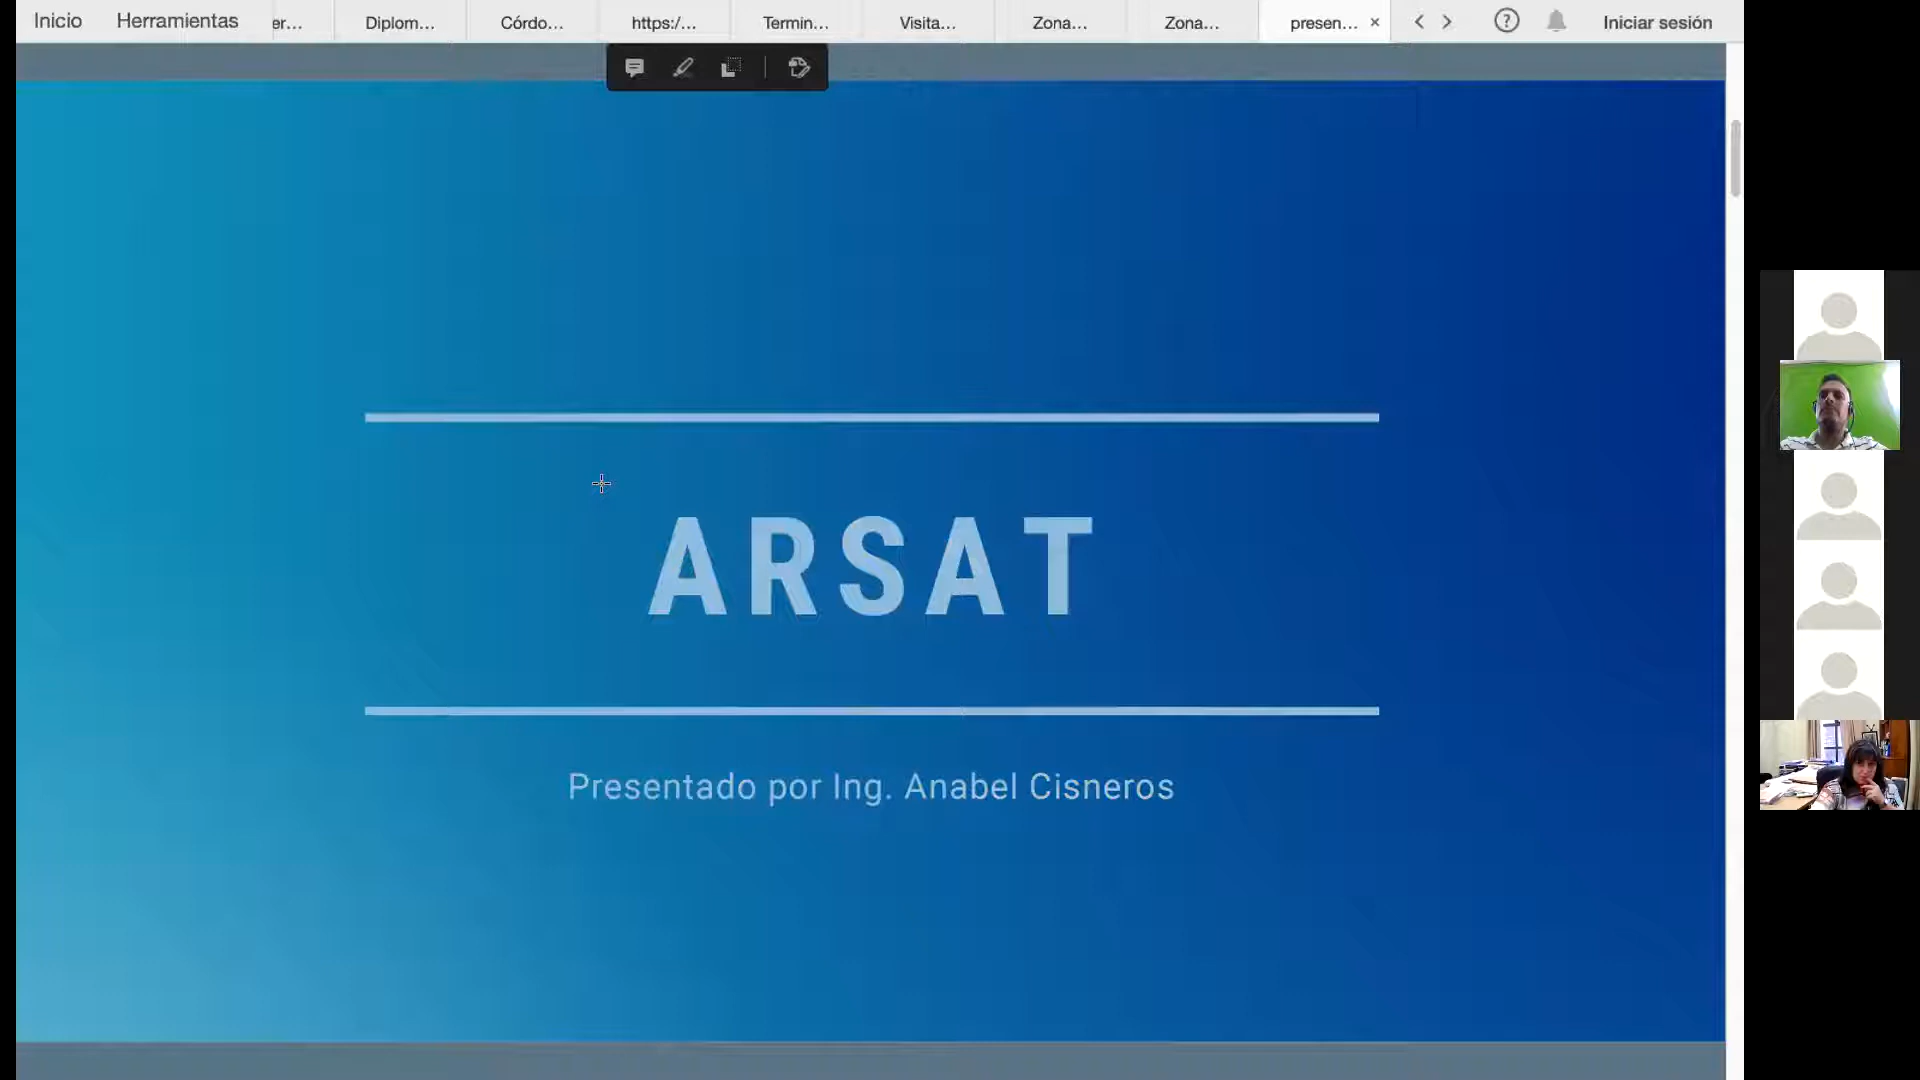 Inicio Herramientas er... Diplom... Córdo... https:/... Termin... Visita... Zona... Zona... presen... × ? Iniciar sesión
ARSAT
Presentado por Ing. Anabel Cisneros